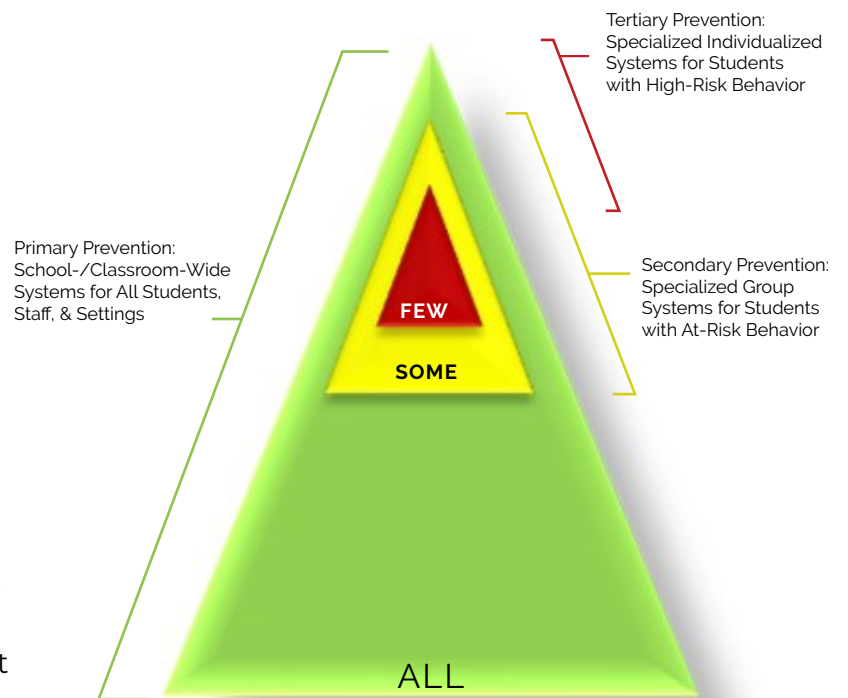 Tertiary Prevention:
Specialized Individualized
Systems for Students
with High-Risk Behavior
Primary Prevention:
School-/Classroom-Wide
Systems for All Students,
Staff, & Settings
Secondary Prevention:
Specialized Group
Systems for Students
with At-Risk Behavior
FEW
SOME
ALL
t